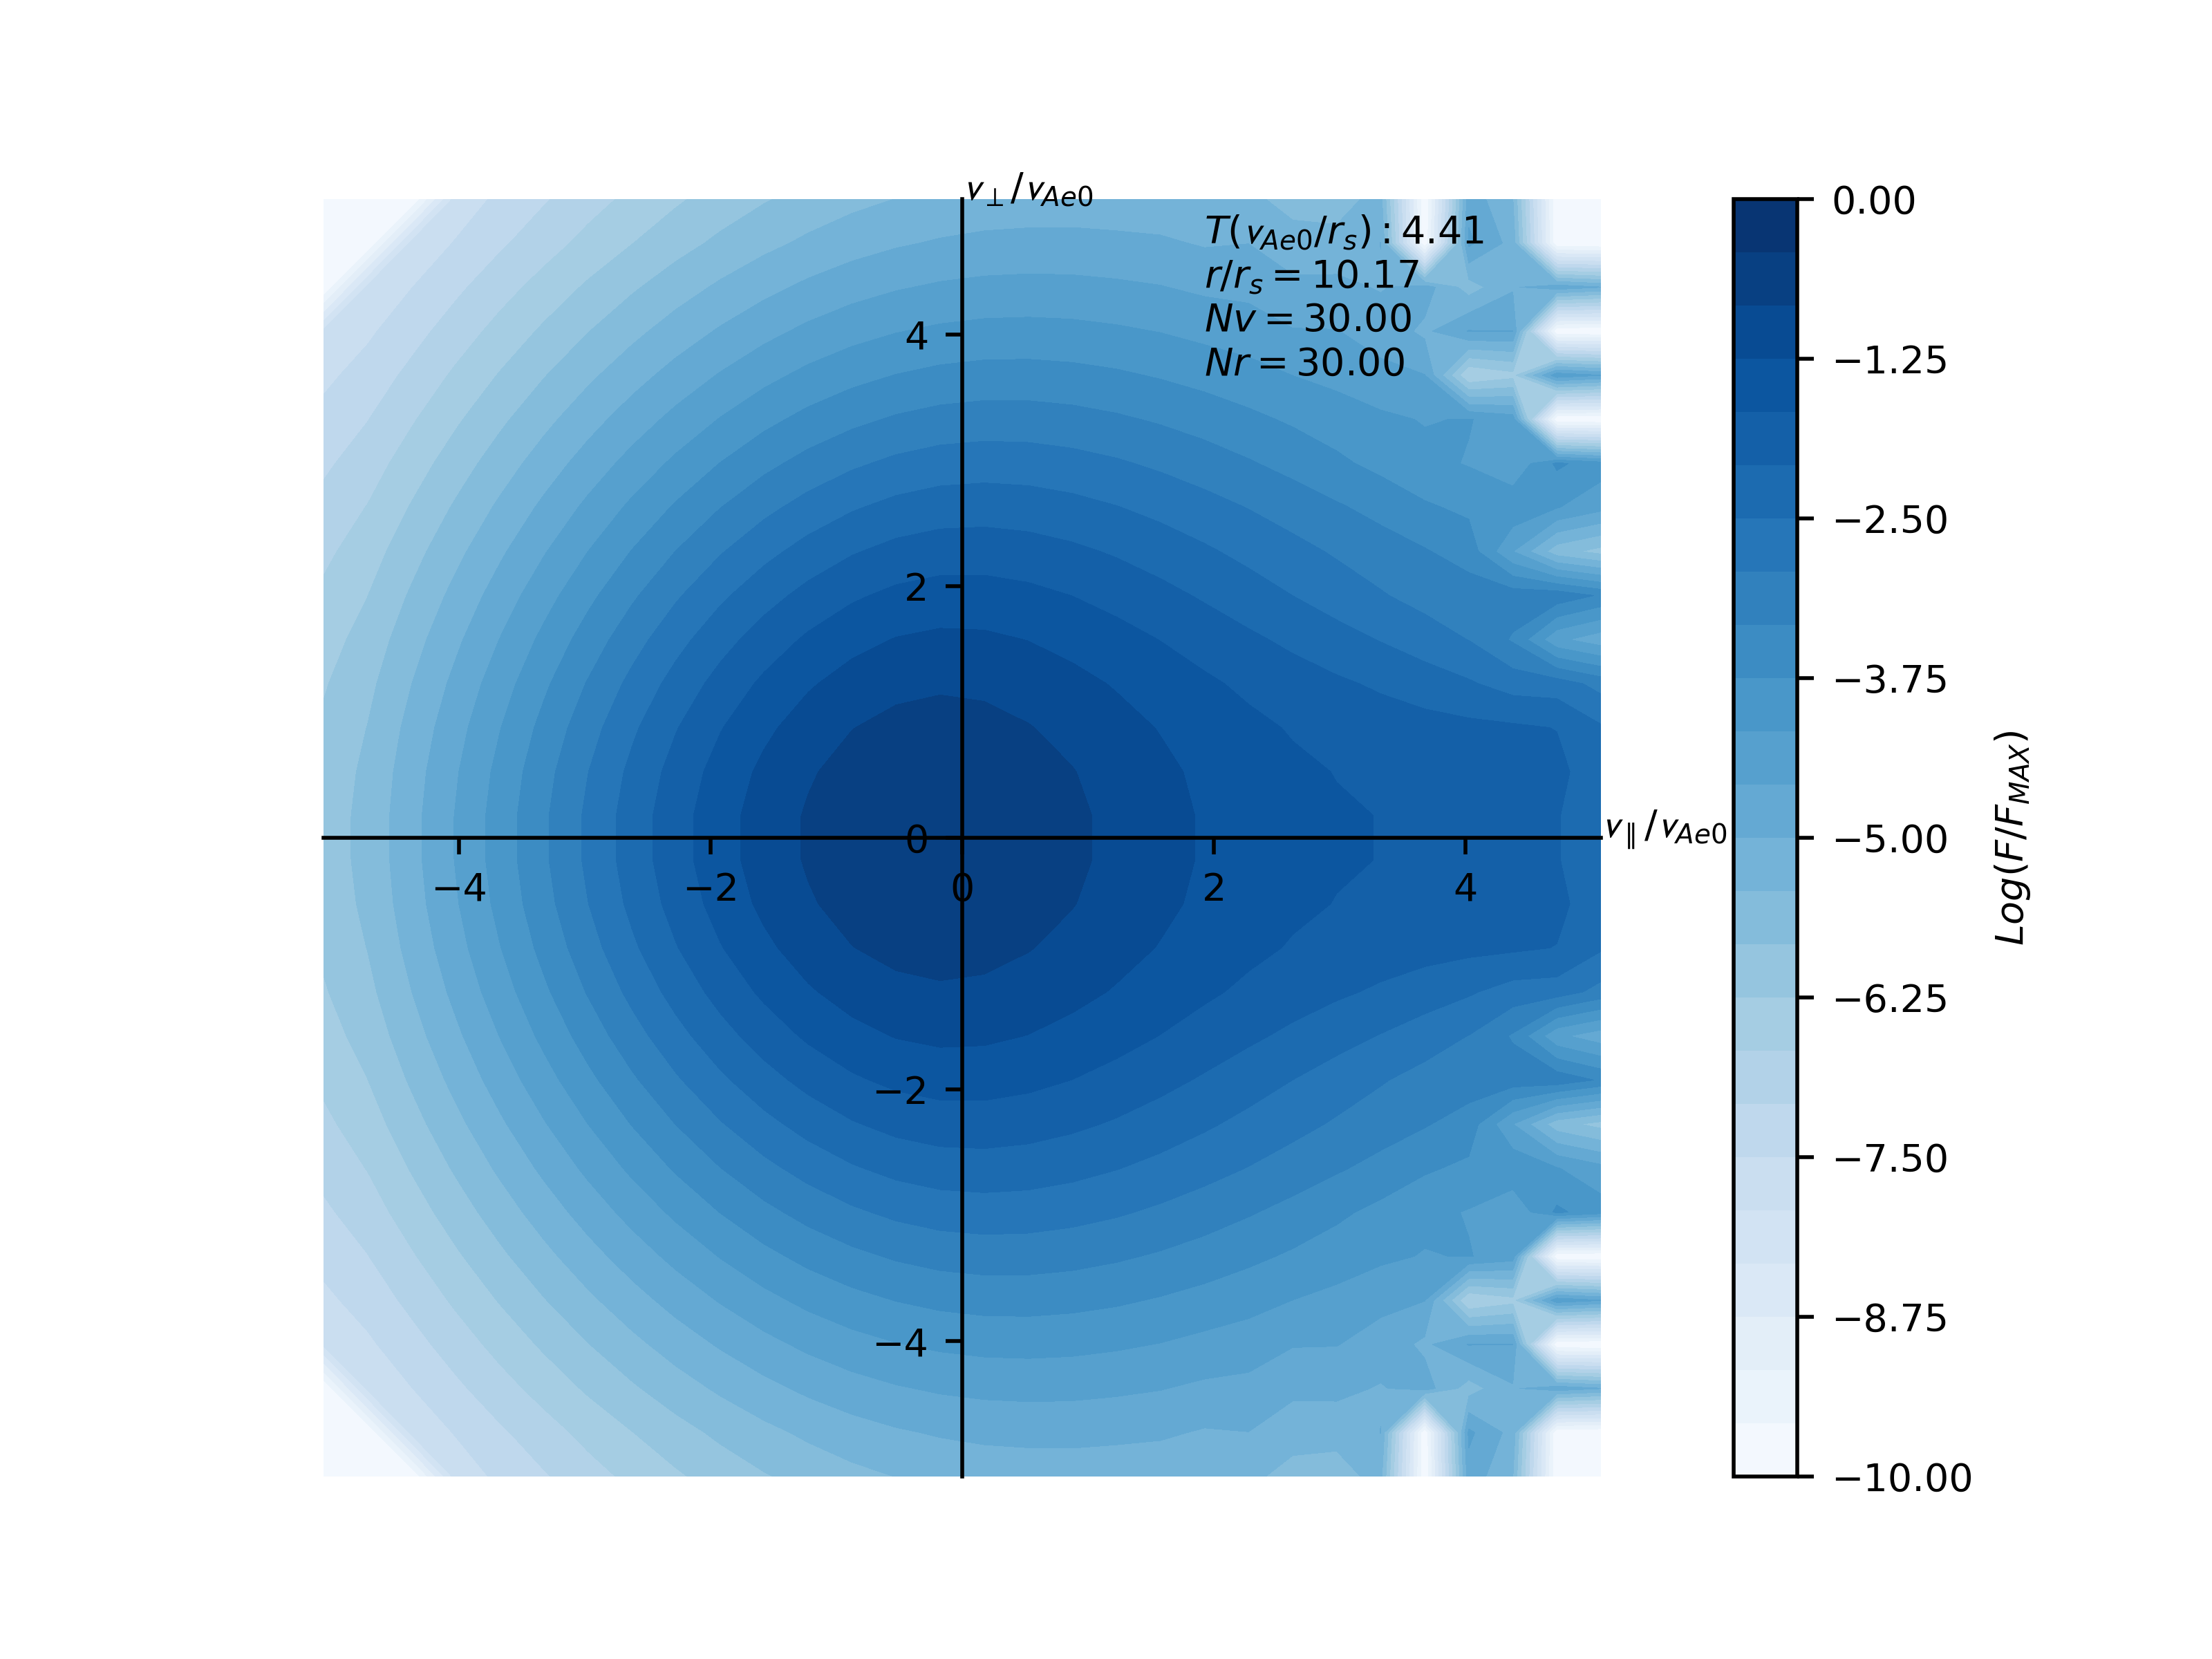 v⊥/vAe0
T(vAe0/rs):4.41
r/rs=10.17
Nv=30.00
Nr=30.00
4
2
0
−2
−4
−4
−2
0
2
4
v∥/vAe0
0.00
−1.25
−2.50
−3.75
−5.00
−6.25
−7.50
−8.75
−10.00
Log(F/FMAX)